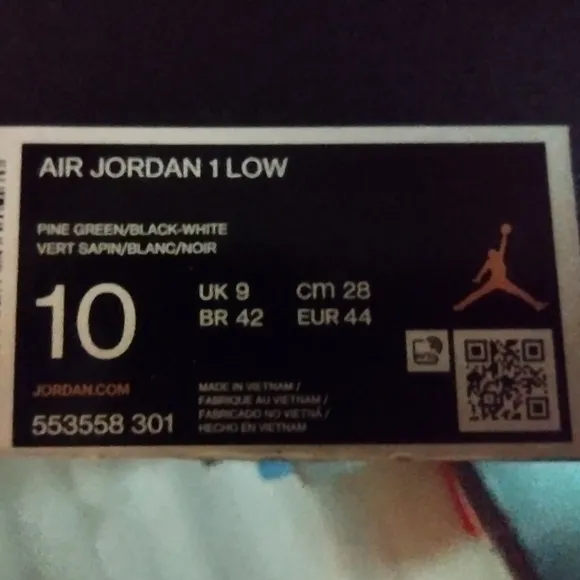 AIR JORDAN 1 LOW
PINE GREEN/BLACK-WHITE
VERT SAPIN/BLANC/NOIR
10
UK 9
cm 28
BR 42
EUR 44
JORDAN.COM
553558 301
MADE IN VIETNAM /
FABRIQUE AU VIETNAM /
FABRICADO NO VIETNÃ /
HECHO EN VIETNAM